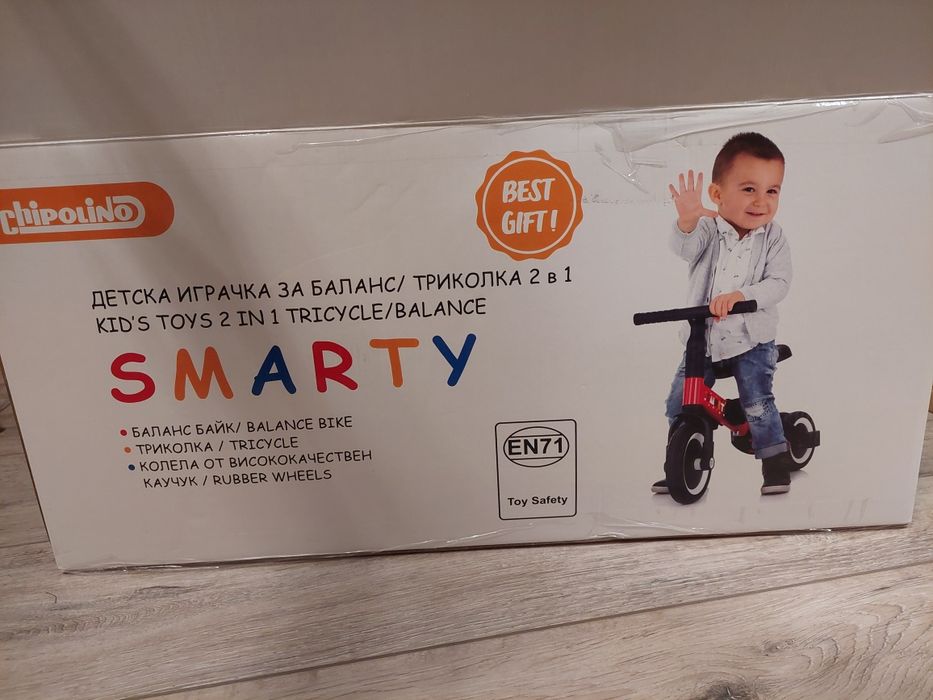 Chipolino
BEST
GIFT!
ДЕТСКА ИГРАЧКА ЗА БАЛАНС/ ТРИКОЛКА 2 в 1
KID'S TOYS 2 IN 1 TRICYCLE/BALANCE
SMARTY
• БАЛАНС БАЙК/ BALANCE BIKE
• ТРИКОЛКА / TRICYCLE
• КОЛЕЛА ОТ ВИСОКОКАЧЕСТВЕН
КАУЧУК / RUBBER WHEELS
EN71
Toy Safety